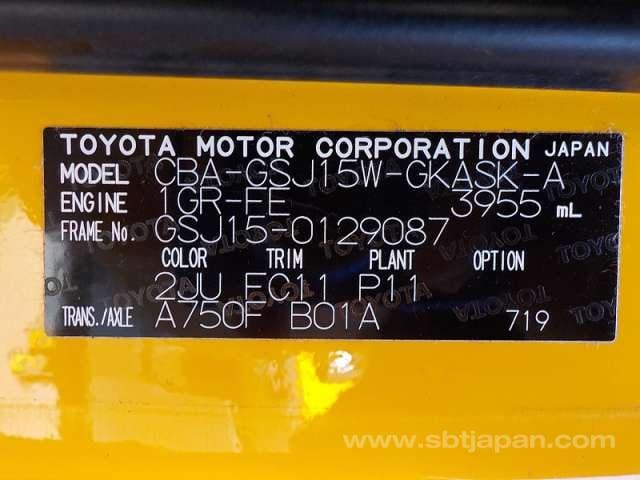 TOYOTA MOTOR CORPORATION JAPAN
MODEL CBA-GSJ15W-GKASK-A
ENGINE 1GR-FE 3955 mL
FRAME No. GSJ15-0129087
COLOR TRIM PLANT OPTION
2JU FC11 P11
TRANS./AXLE A750F B01A 719
www.sbtjapan.com